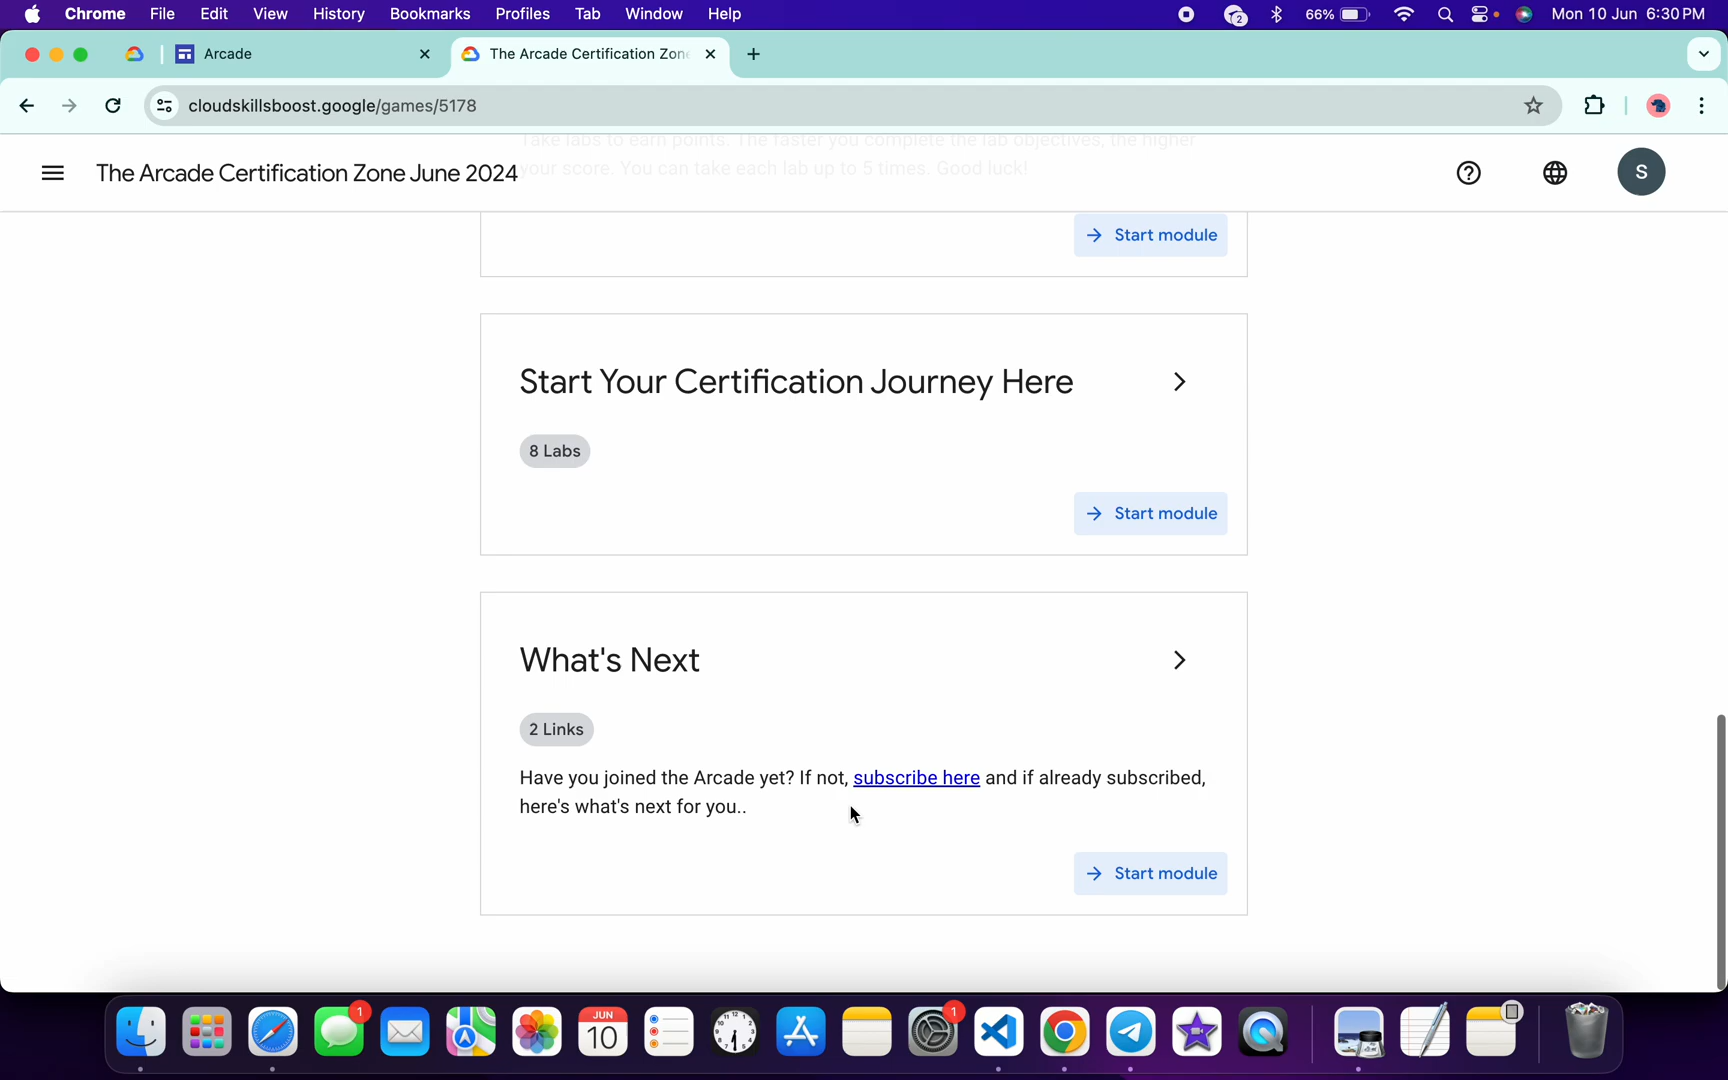 Chrome File Edit View History Bookmarks Profiles Tab Window Help 2 66% Mon 10 Jun 6:30 PM
Arcade The Arcade Certification Zone
cloudskillsboost.google/games/5178
Take labs to earn points. The faster you complete the lab objectives, the higher
The Arcade Certification Zone June 2024 your score. You can take each lab up to 5 times. Good luck! S
Start module
Start Your Certification Journey Here
8 Labs
Start module
What's Next
2 Links
Have you joined the Arcade yet? If not, subscribe here and if already subscribed,
here's what's next for you..
Start module
1 JUN 10 1